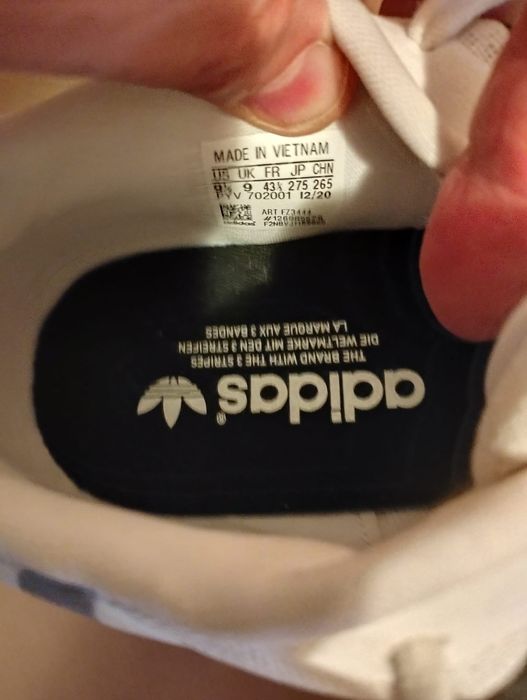 MADE IN VIETNAM
US UK FR JP CHN
9½ 9 43⅓ 275 265
PYV 702001 12/20
ART FZ3444
adidas
adidas®
THE BRAND WITH THE 3 STRIPES
DIE WELTMARKE MIT DEN 3 STREIFEN
LA MARQUE AUX 3 BANDES